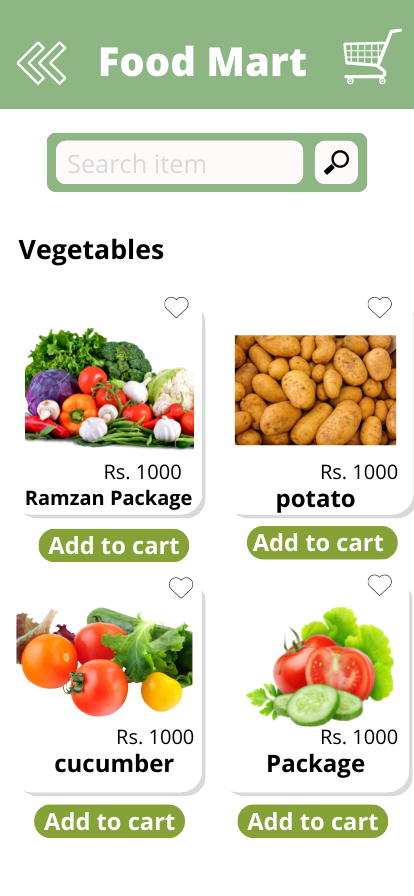 Food Mart
Search item
Vegetables
Rs. 1000
Ramzan Package
Add to cart
Rs. 1000
potato
Add to cart
Rs. 1000
cucumber
Add to cart
Rs. 1000
Package
Add to cart